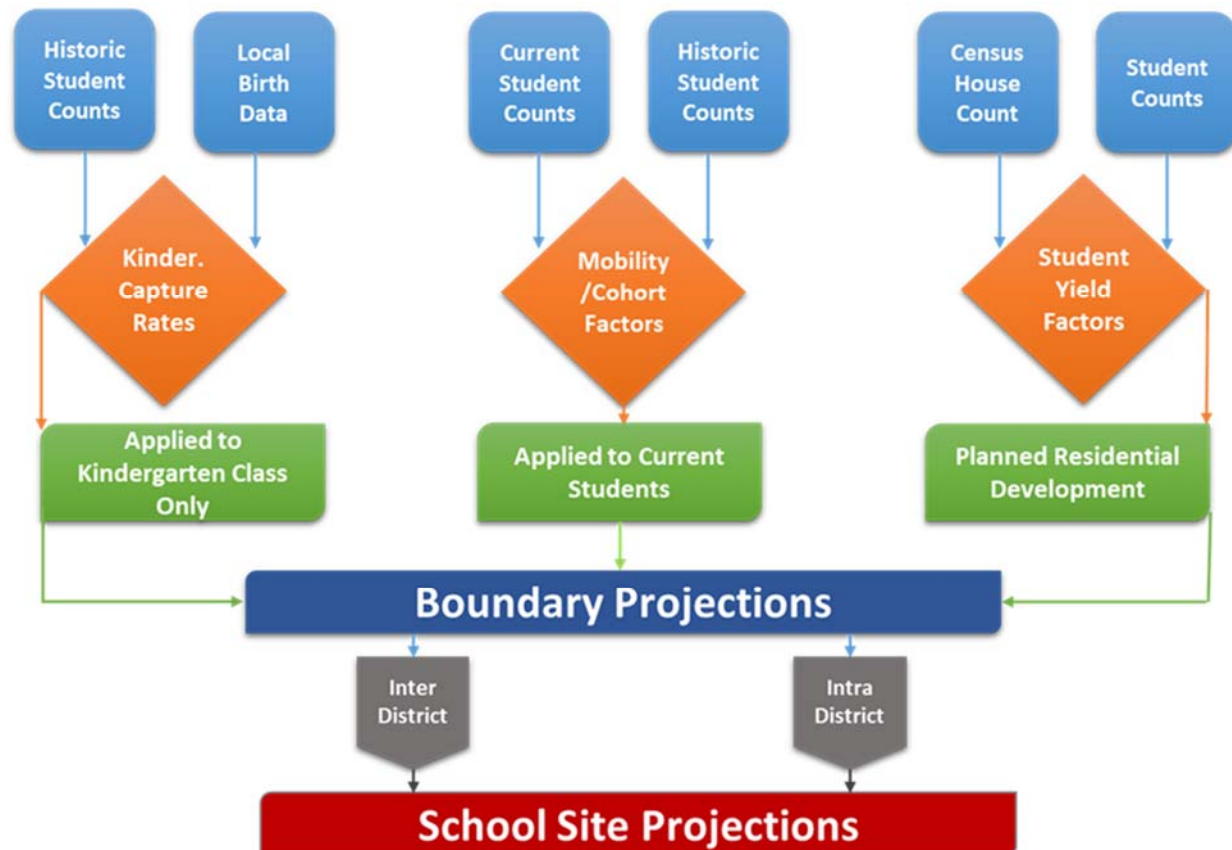 Historic
Student
Counts
Local
Birth
Data
Current
Student
Counts
Historic
Student
Counts
Census
House
Count
Student
Counts
Kinder.
Capture
Rates
Mobility
/Cohort
Factors
Student
Yield
Factors
Applied to
Kindergarten Class
Only
Applied to Current
Students
Planned Residential
Development
Boundary Projections
Inter
District
Intra
District
School Site Projections